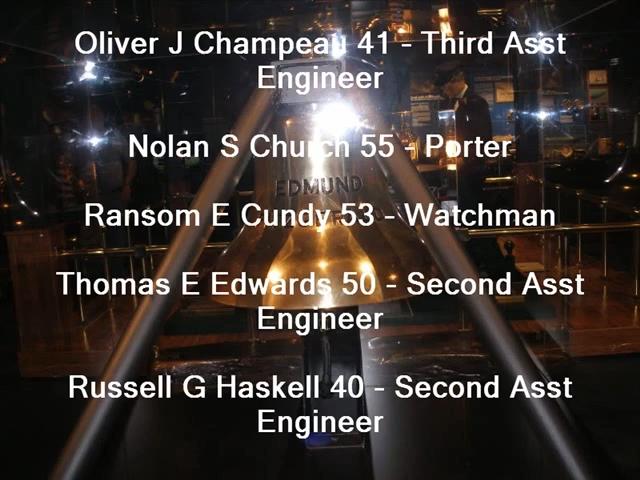 Oliver J Champeau 41 - Third Asst
Engineer
Nolan S Church 55 - Porter
EDMUND
Ransom E Cundy 53 - Watchman
Thomas E Edwards 50 - Second Asst
Engineer
Russell G Haskell 40 - Second Asst
Engineer